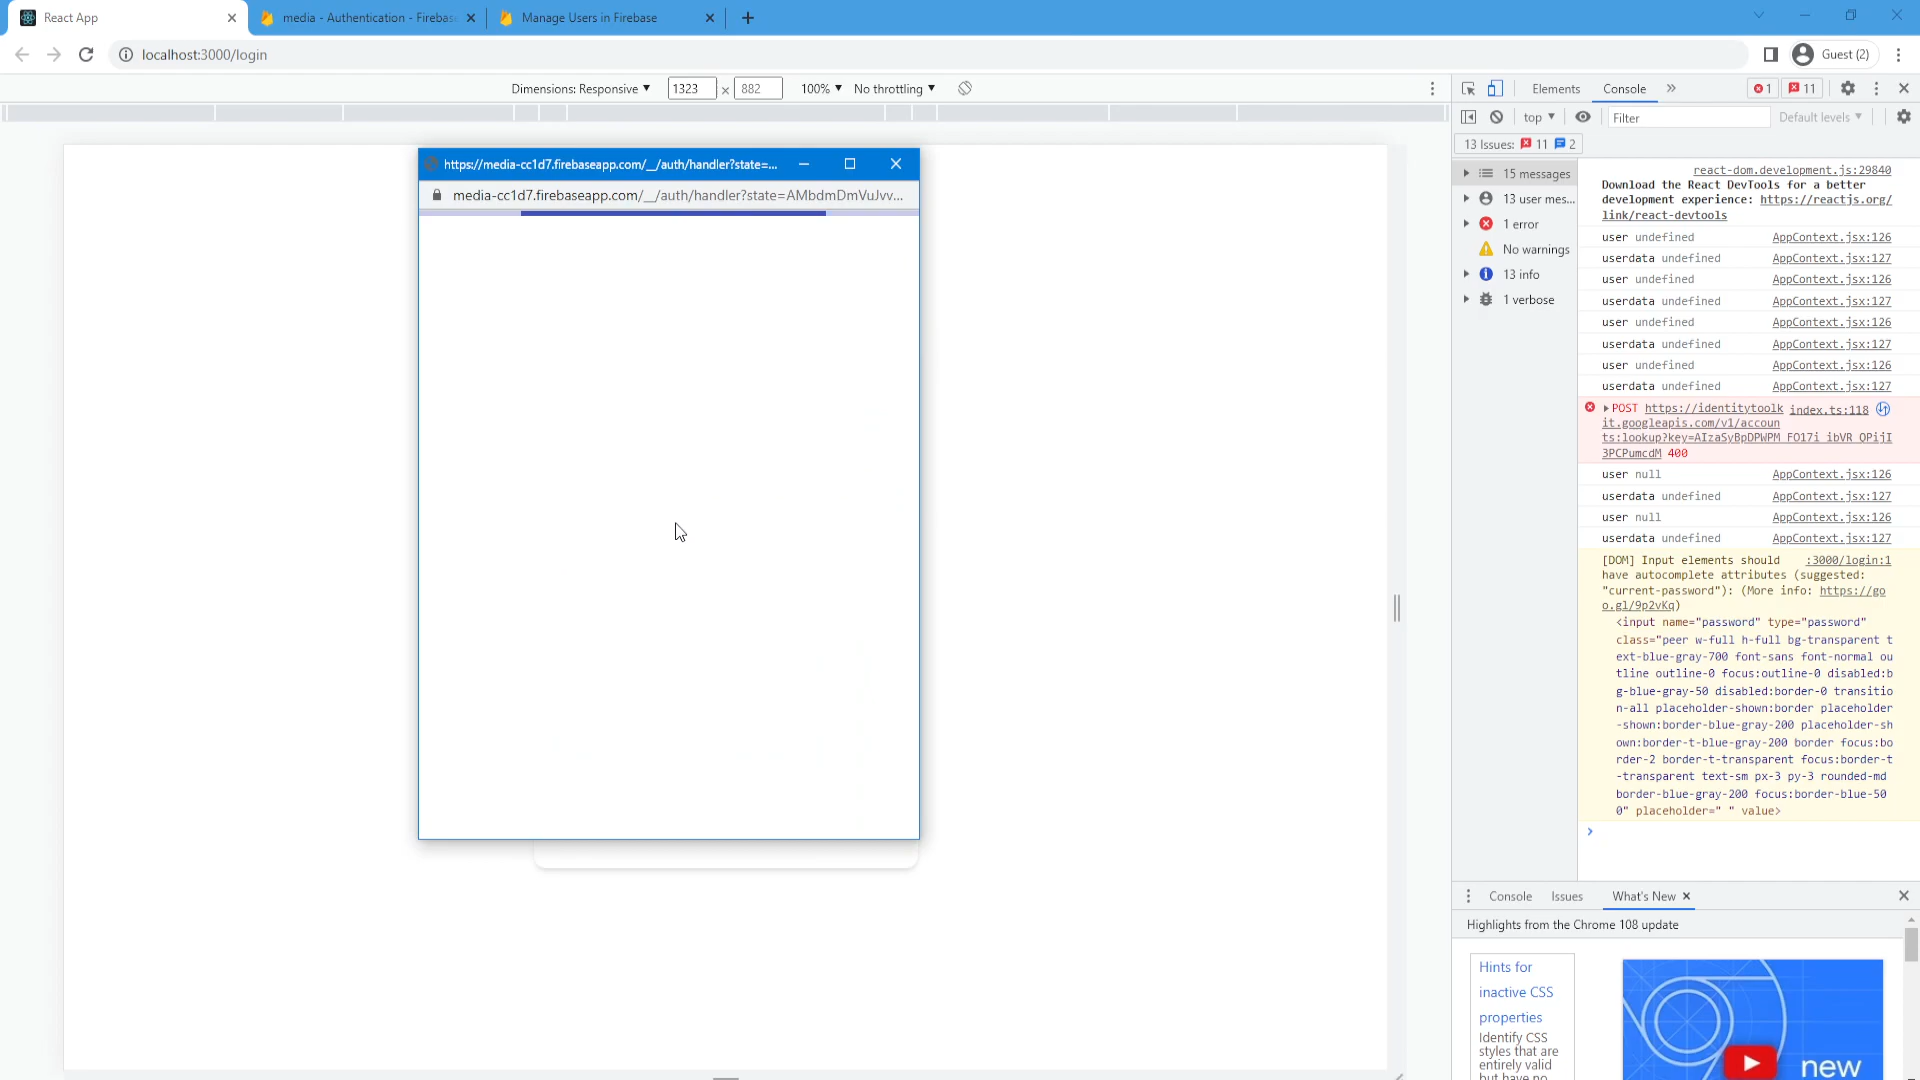 React App
media - Authentication - Firebas
Manage Users in Firebase
localhost:3000/login
Guest (2)
Dimensions: Responsive
1323 × 882
100%
No throttling
Elements
Console
1
11
top
Filter
Default levels
13 Issues: 11 2
https://media-cc1d7.firebaseapp.com/__/auth/handler?state=...
media-cc1d7.firebaseapp.com/__/auth/handler?state=AMbdmDmVuJvv...
15 messages
13 user mes...
1 error
No warnings
13 info
1 verbose
react-dom.development.js:29840
Download the React DevTools for a better
development experience: https://reactjs.org/
link/react-devtools
user undefined AppContext.jsx:126
userdata undefined AppContext.jsx:127
user undefined AppContext.jsx:126
userdata undefined AppContext.jsx:127
user undefined AppContext.jsx:126
userdata undefined AppContext.jsx:127
user undefined AppContext.jsx:126
userdata undefined AppContext.jsx:127
POST https://identitytoolk index.ts:118
it.googleapis.com/v1/accoun
ts:lookup?key=AIzaSyBpDPWPM_FO17i_ibVR_QPijI
3PCPumcdM 400
user null AppContext.jsx:126
userdata undefined AppContext.jsx:127
user null AppContext.jsx:126
userdata undefined AppContext.jsx:127
[DOM] Input elements should :3000/login:1
have autocomplete attributes (suggested:
"current-password"): (More info: https://go
o.gl/9p2vKq)
<input name="password" type="password"
class="peer w-full h-full bg-transparent t
ext-blue-gray-700 font-sans font-normal ou
tline outline-0 focus:outline-0 disabled:b
g-blue-gray-50 disabled:border-0 transitio
n-all placeholder-shown:border placeholder
-shown:border-blue-gray-200 placeholder-sh
own:border-t-blue-gray-200 border focus:bo
rder-2 border-t-transparent focus:border-t
-transparent text-sm px-3 py-3 rounded-md
border-blue-gray-200 focus:border-blue-50
0" placeholder=" " value>
Console
Issues
What's New
Highlights from the Chrome 108 update
Hints for
inactive CSS
properties
Identify CSS
styles that are
entirely valid
but have no
new